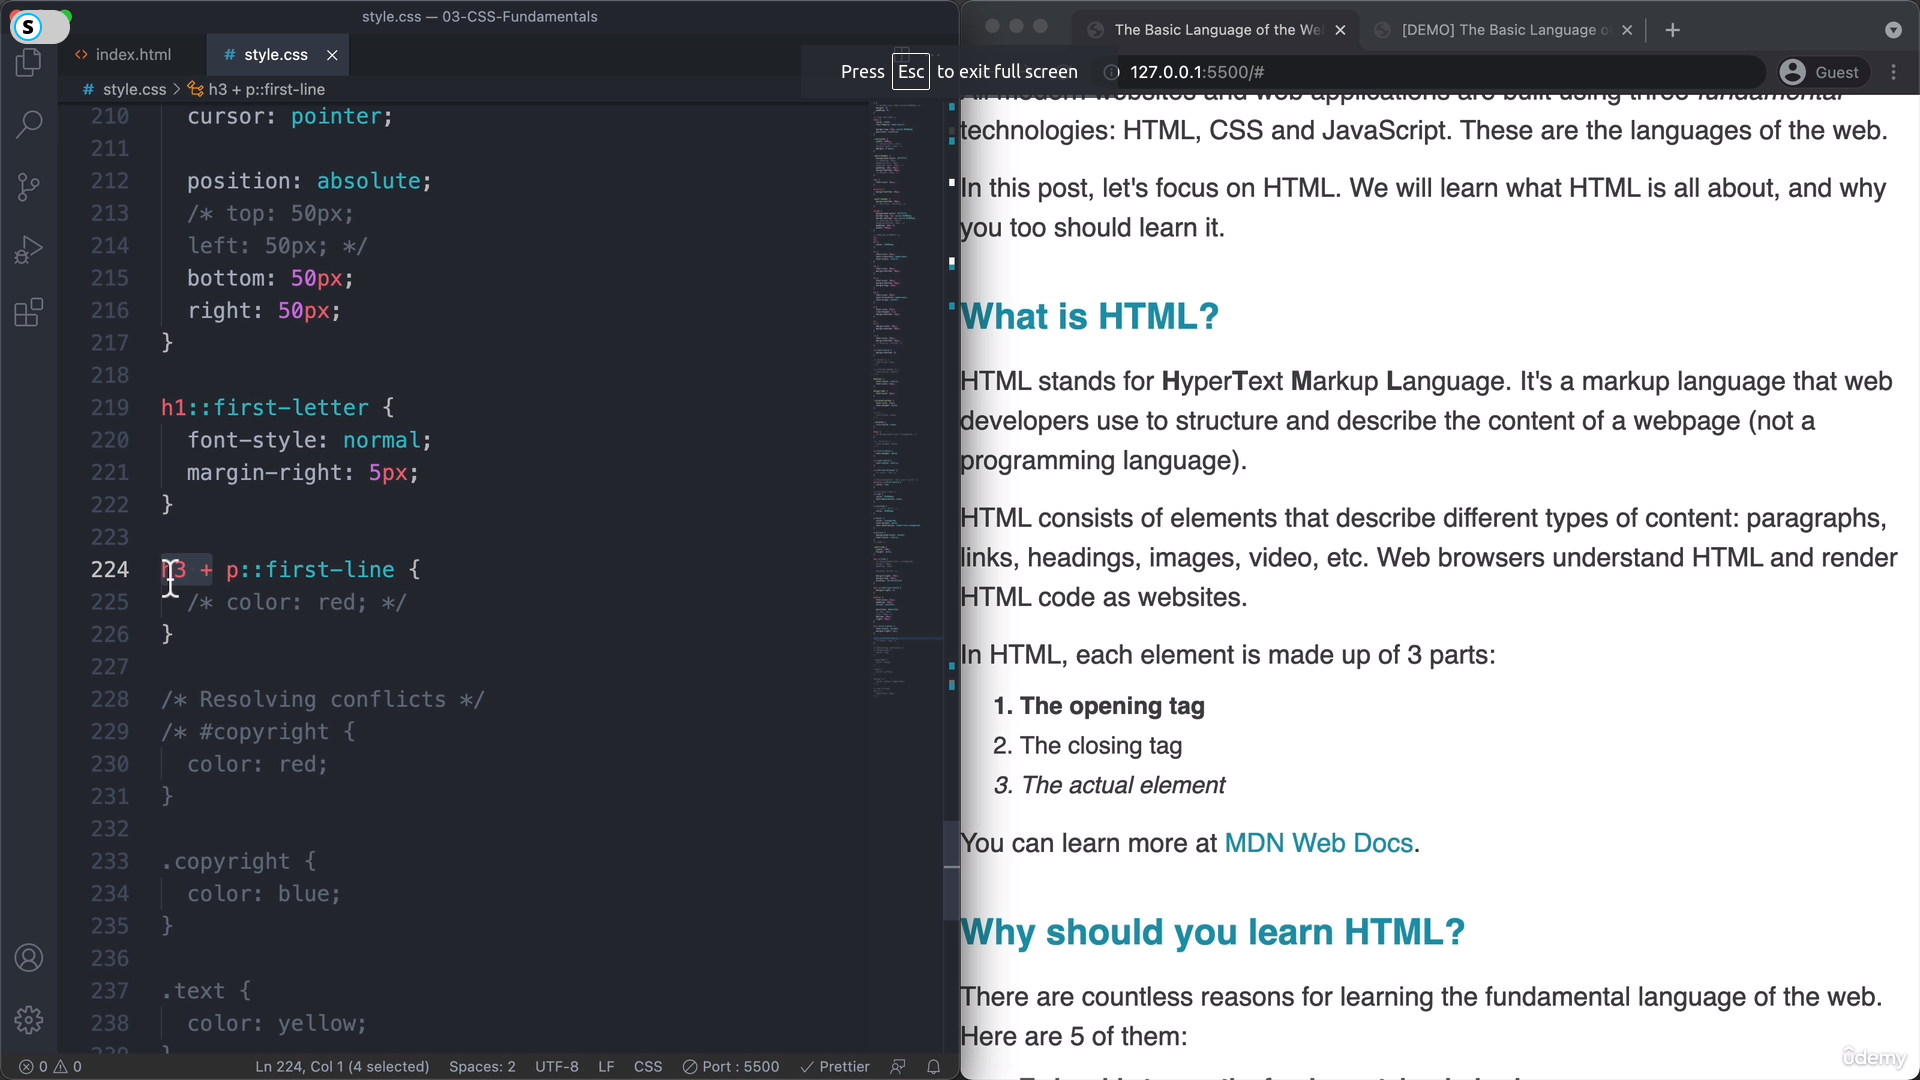 S
style.css — 03-CSS-Fundamentals
<> index.html
# style.css ×
# style.css > h3 + p::first-line
Press Esc to exit full screen
210 cursor: pointer;
211
212 position: absolute;
213 /* top: 50px;
214 left: 50px; */
215 bottom: 50px;
216 right: 50px;
217 }
218
219 h1::first-letter {
220 font-style: normal;
221 margin-right: 5px;
222 }
223
224 h3 + p::first-line {
225 /* color: red; */
226 }
227
228 /* Resolving conflicts */
229 /* #copyright {
230 color: red;
231 }
232
233 .copyright {
234 color: blue;
235 }
236
237 .text {
238 color: yellow;
0 0
Ln 224, Col 1 (4 selected) Spaces: 2 UTF-8 LF CSS Port : 5500 Prettier
The Basic Language of the We ×
[DEMO] The Basic Language o ×
127.0.0.1:5500/#
Guest
All modern websites and web applications are built using three fundamental
technologies: HTML, CSS and JavaScript. These are the languages of the web.
In this post, let's focus on HTML. We will learn what HTML is all about, and why
you too should learn it.
What is HTML?
HTML stands for HyperText Markup Language. It's a markup language that web
developers use to structure and describe the content of a webpage (not a
programming language).
HTML consists of elements that describe different types of content: paragraphs,
links, headings, images, video, etc. Web browsers understand HTML and render
HTML code as websites.
In HTML, each element is made up of 3 parts:
1. The opening tag
2. The closing tag
3. The actual element
You can learn more at MDN Web Docs.
Why should you learn HTML?
There are countless reasons for learning the fundamental language of the web.
Here are 5 of them:
ûdemy